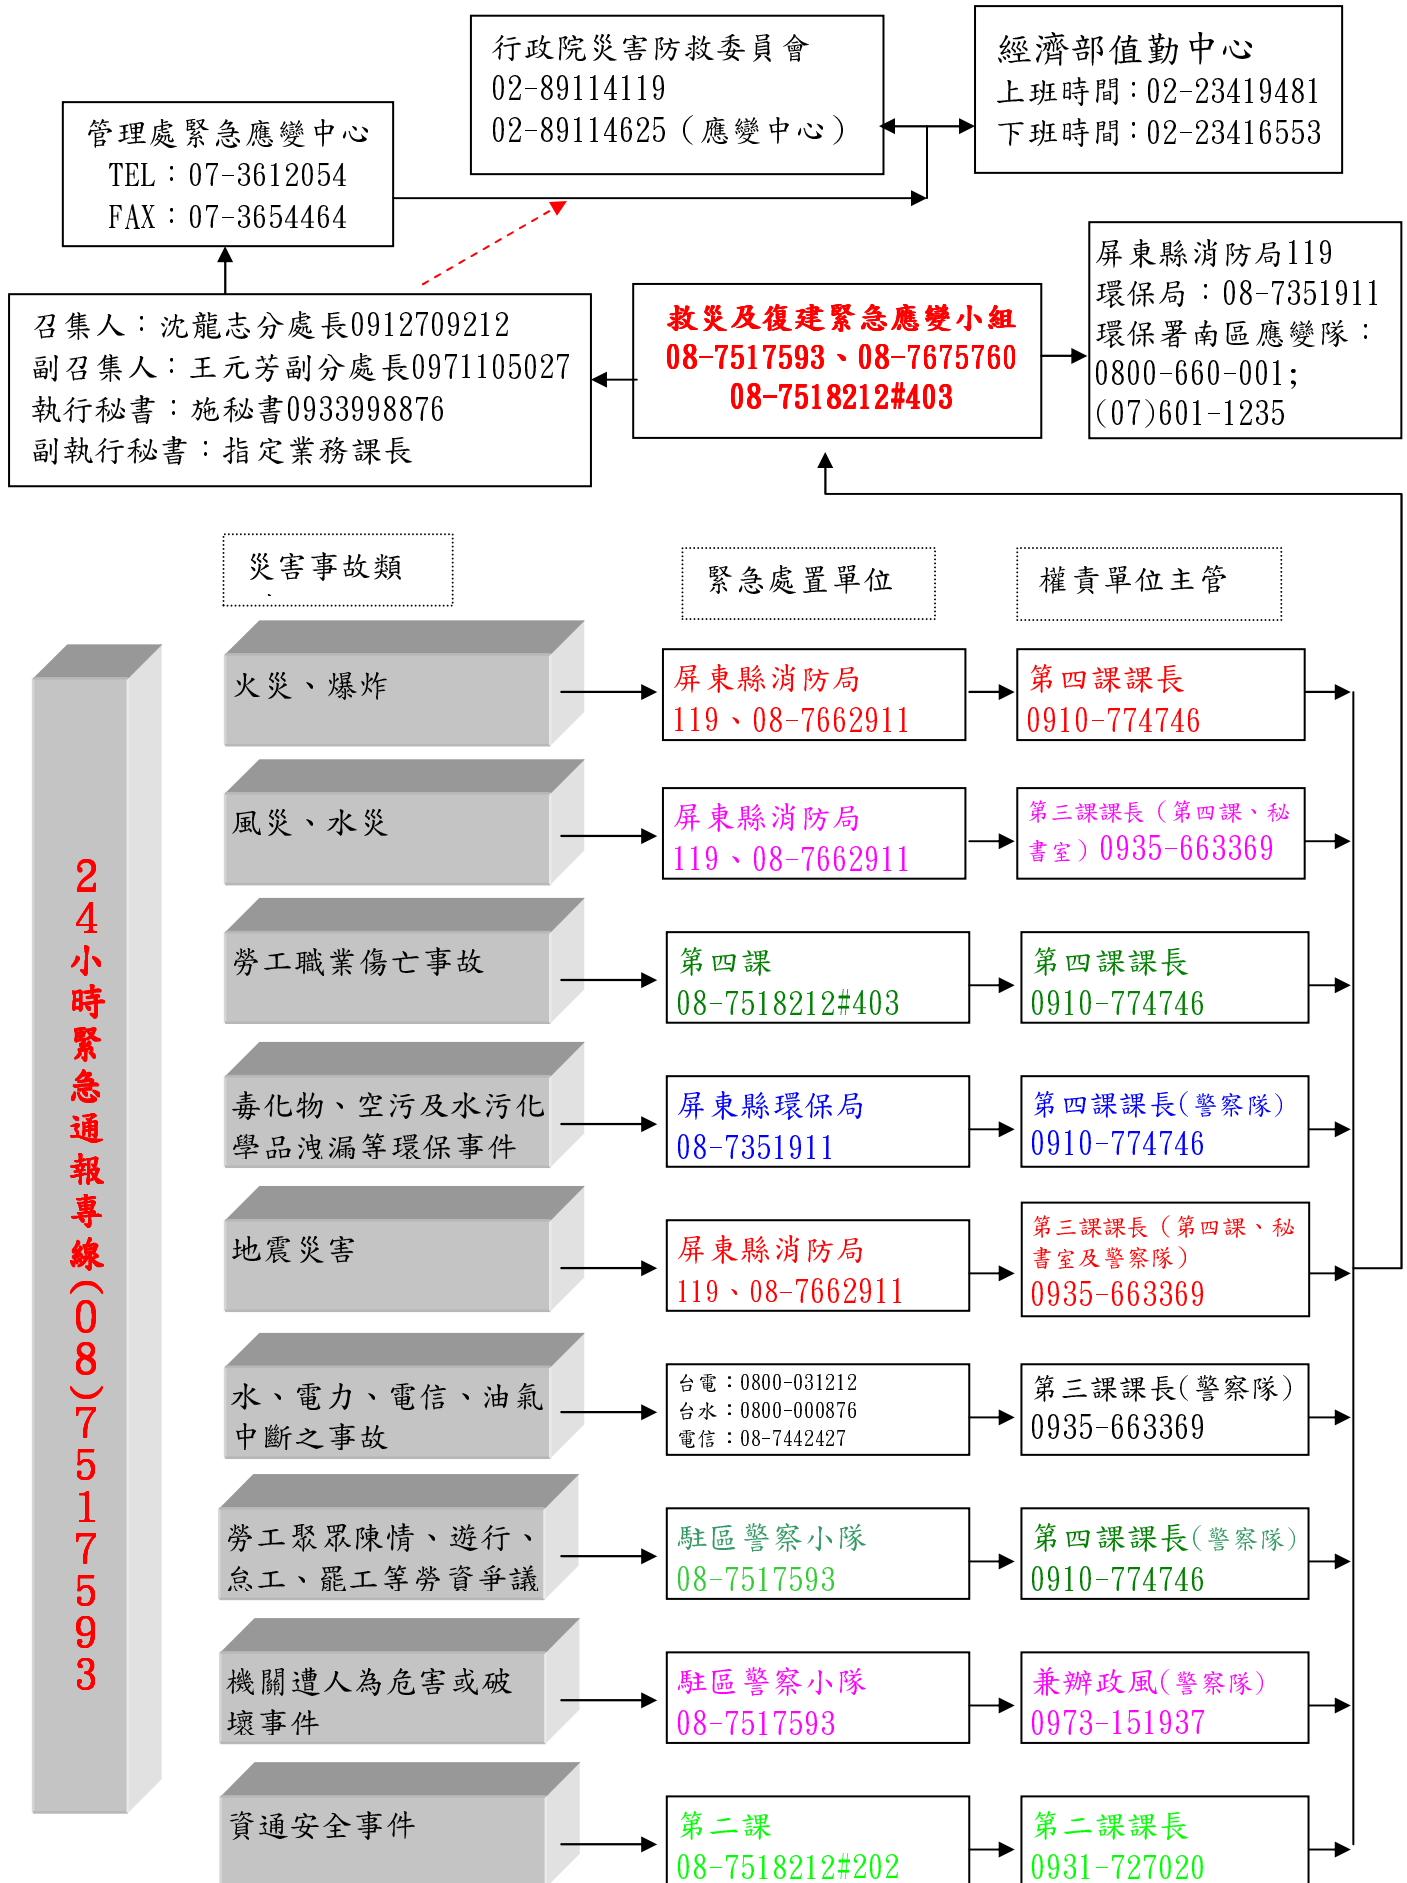 行政院災害防救委員會
02-89114119
02-89114625（應變中心）
經濟部值勤中心
上班時間：02-23419481
下班時間：02-23416553
管理處緊急應變中心
TEL：07-3612054
FAX：07-3654464
屏東縣消防局119
環保局：08-7351911
環保署南區應變隊：
0800-660-001;
(07)601-1235
救災及復建緊急應變小組
08-7517593、08-7675760
08-7518212#403
召集人：沈龍志分處長0912709212
副召集人：王元芳副分處長0971105027
執行秘書：施秘書0933998876
副執行秘書：指定業務課長
災害事故類
緊急處置單位
權責單位主管
24小時緊急通報專線(08)7517593
火災、爆炸
屏東縣消防局
119、08-7662911
第四課課長
0910-774746
風災、水災
屏東縣消防局
119、08-7662911
第三課課長（第四課、秘
書室）0935-663369
勞工職業傷亡事故
第四課
08-7518212#403
第四課課長
0910-774746
毒化物、空污及水污化
學品洩漏等環保事件
屏東縣環保局
08-7351911
第四課課長(警察隊)
0910-774746
地震災害
屏東縣消防局
119、08-7662911
第三課課長（第四課、秘
書室及警察隊）
0935-663369
水、電力、電信、油氣
中斷之事故
台電：0800-031212
台水：0800-000876
電信：08-7442427
第三課課長(警察隊)
0935-663369
勞工聚眾陳情、遊行、
怠工、罷工等勞資爭議
駐區警察小隊
08-7517593
第四課課長(警察隊)
0910-774746
機關遭人為危害或破
壞事件
駐區警察小隊
08-7517593
兼辦政風(警察隊)
0973-151937
資通安全事件
第二課
08-7518212#202
第二課課長
0931-727020